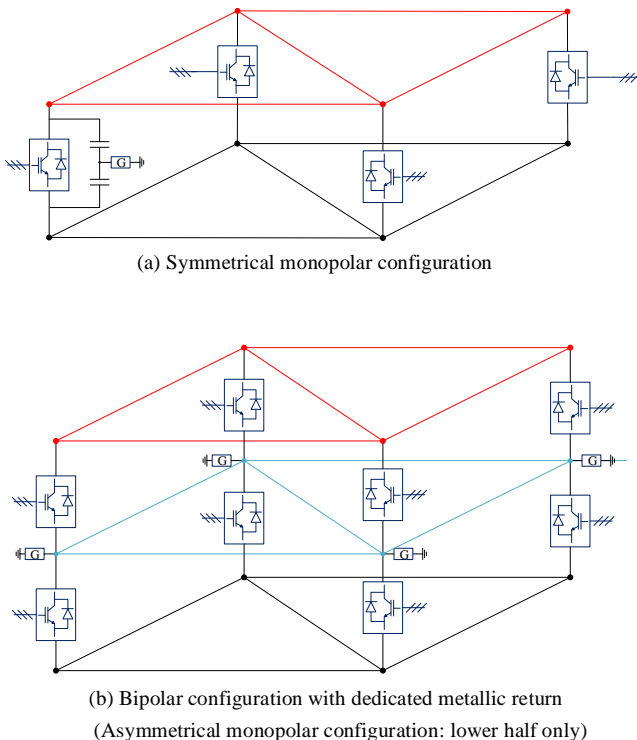 G
(a) Symmetrical monopolar configuration
G
G
G
G
(b) Bipolar configuration with dedicated metallic return
(Asymmetrical monopolar configuration: lower half only)